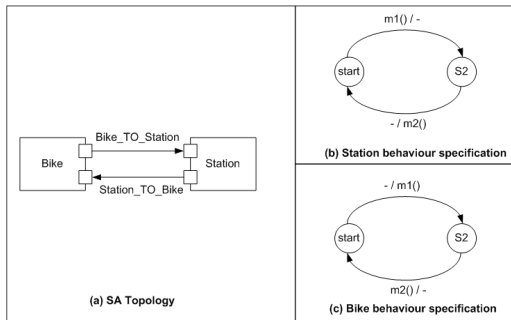 Bike_TO_Station
Bike
Station
Station_TO_Bike
(a) SA Topology
m1() / -
start
S2
- / m2()
(b) Station behaviour specification
- / m1()
start
S2
m2() / -
(c) Bike behaviour specification